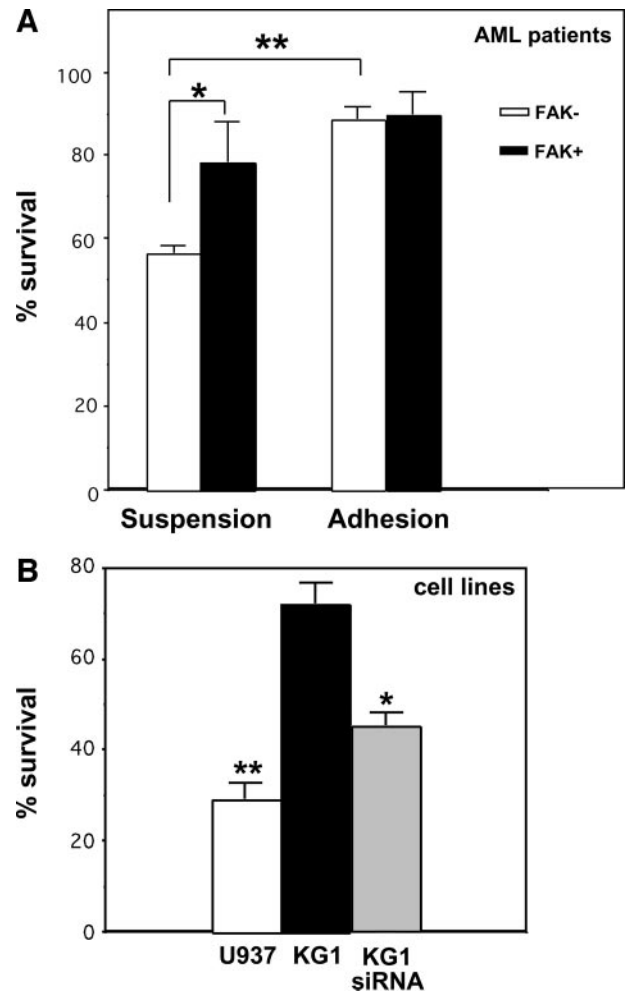 A
AML patients
**
*
FAK-
FAK+
100
80
60
40
20
0
% survival
Suspension Adhesion
B
cell lines
80
60
40
20
0
% survival
**
*
U937 KG1 KG1
siRNA